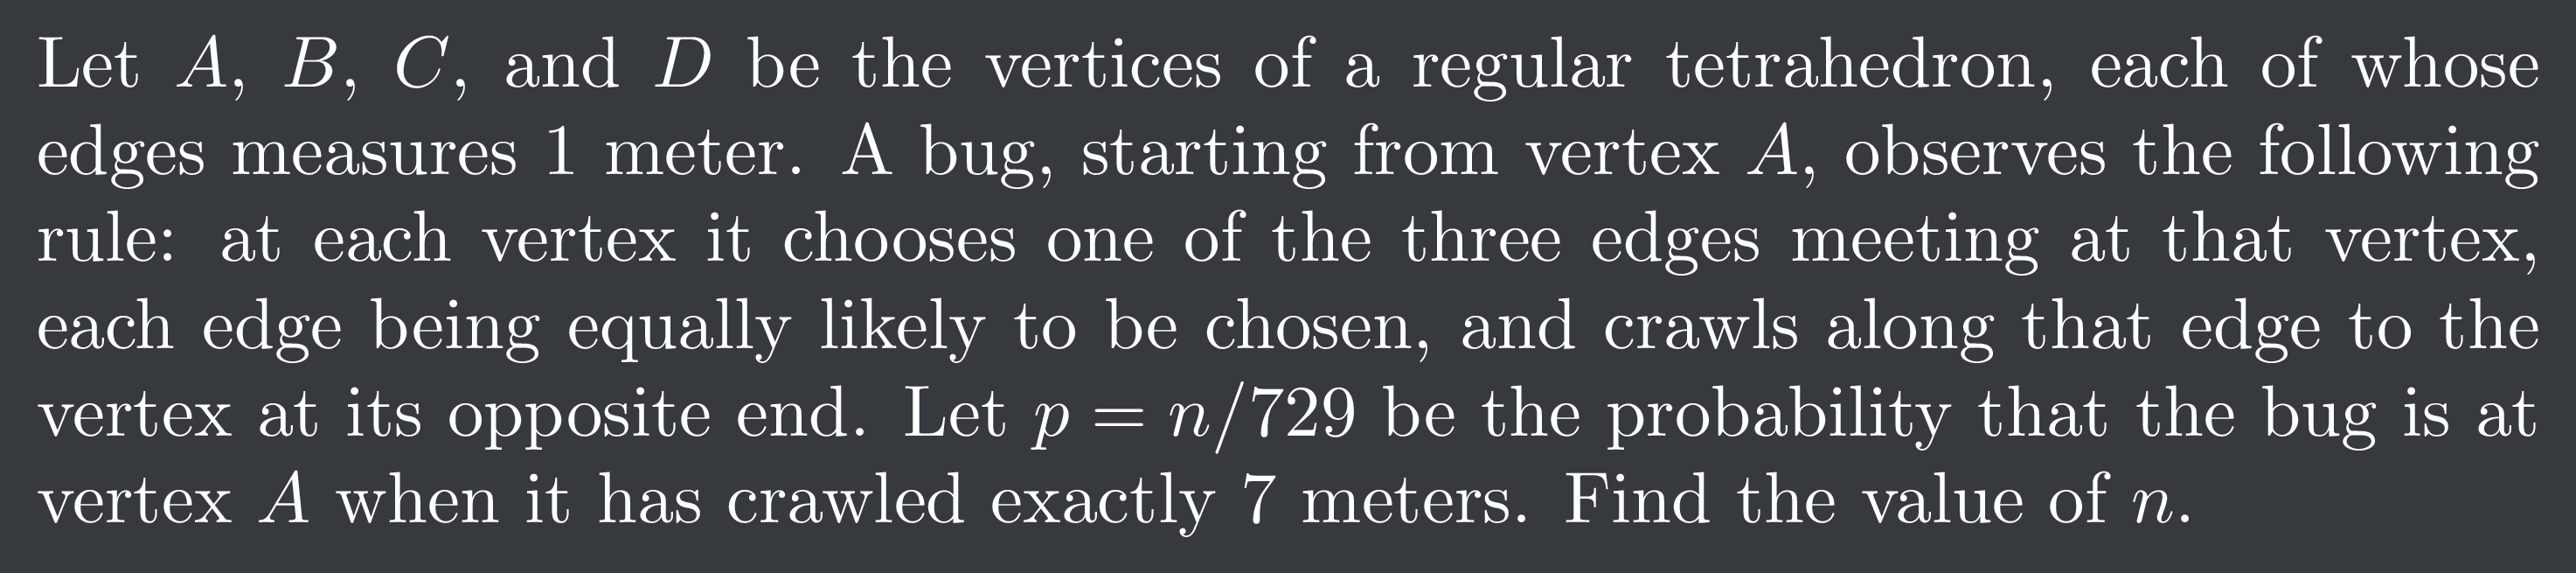 Let A, B, C, and D be the vertices of a regular tetrahedron, each of whose
edges measures 1 meter. A bug, starting from vertex A, observes the following
rule: at each vertex it chooses one of the three edges meeting at that vertex,
each edge being equally likely to be chosen, and crawls along that edge to the
vertex at its opposite end. Let p = n/729 be the probability that the bug is at
vertex A when it has crawled exactly 7 meters. Find the value of n.